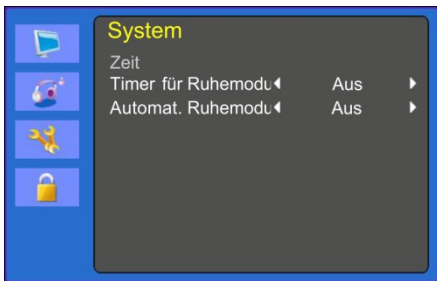 System
Zeit
Timer für Ruhemodu Aus
Automat. Ruhemodu Aus